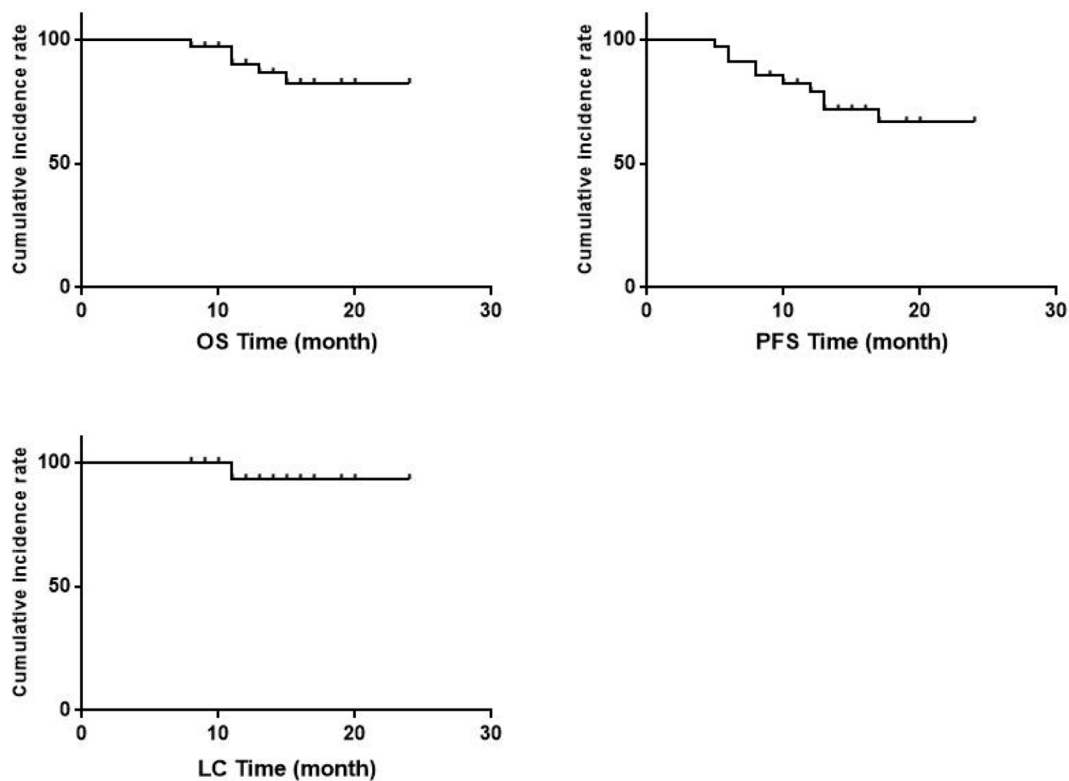 Cumulative incidence rate
100
50
0
0 10 20 30
OS Time (month)
Cumulative incidence rate
100
50
0
0 10 20 30
PFS Time (month)
Cumulative incidence rate
100
50
0
0 10 20 30
LC Time (month)